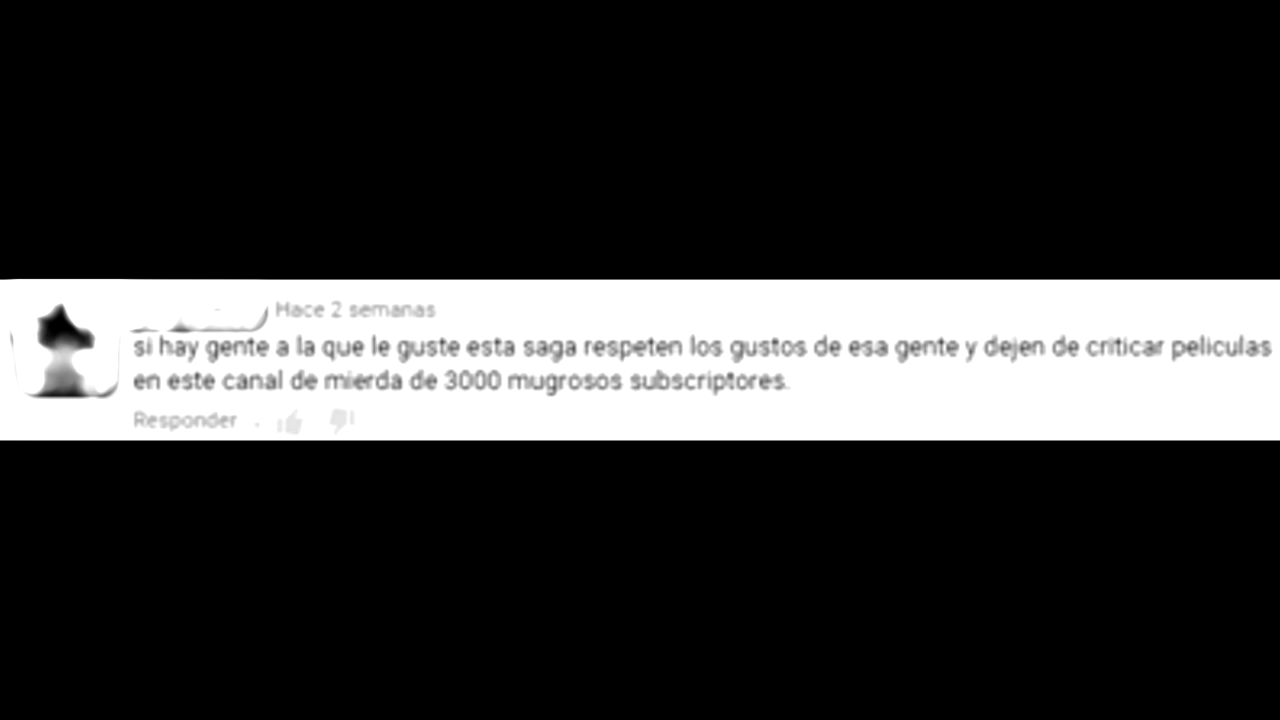 Hace 2 semanas
si hay gente a la que le guste esta saga respeten los gustos de esa gente y dejen de criticar peliculas
en este canal de mierda de 3000 mugrosos subscriptores.
Responder .